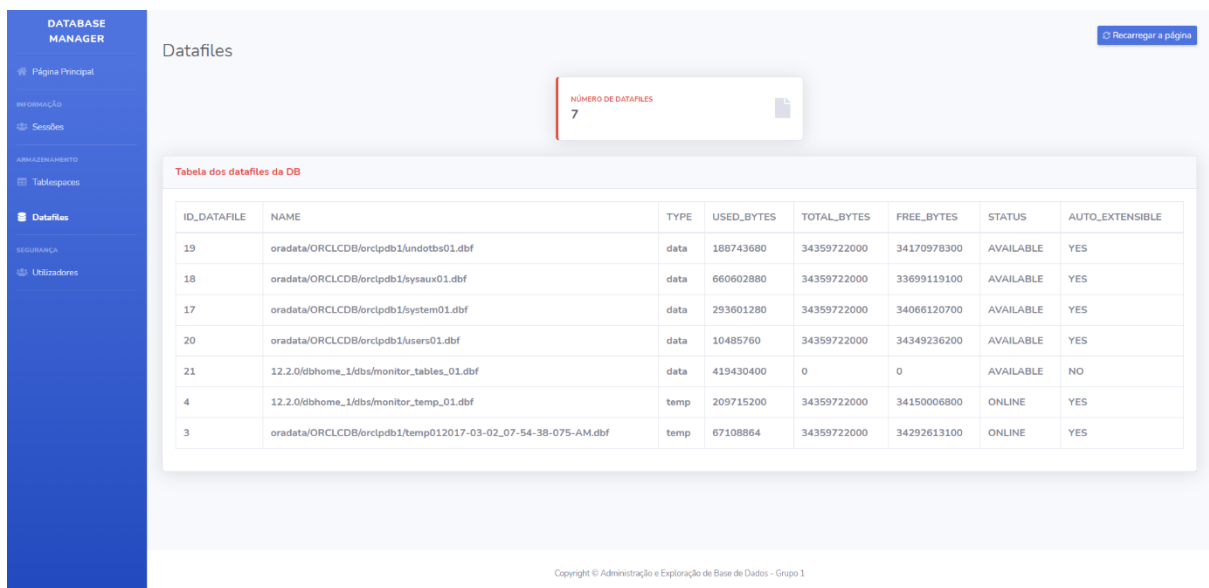 DATABASE
MANAGER
Página Principal
INFORMAÇÃO
Sessões
ARMAZENAMENTO
Tablespaces
Datafiles
SEGURANÇA
Utilizadores
Datafiles
Recarregar a página
NÚMERO DE DATAFILES
7
Tabela dos datafiles da DB
ID_DATAFILE NAME TYPE USED_BYTES TOTAL_BYTES FREE_BYTES STATUS AUTO_EXTENSIBLE
19 oradata/ORCLCDB/orclpdb1/undotbs01.dbf data 188743680 34359722000 34170978300 AVAILABLE YES
18 oradata/ORCLCDB/orclpdb1/sysaux01.dbf data 660602880 34359722000 33699119100 AVAILABLE YES
17 oradata/ORCLCDB/orclpdb1/system01.dbf data 293601280 34359722000 34066120700 AVAILABLE YES
20 oradata/ORCLCDB/orclpdb1/users01.dbf data 10485760 34359722000 34349236200 AVAILABLE YES
21 12.2.0/dbhome_1/dbs/monitor_tables_01.dbf data 419430400 0 0 AVAILABLE NO
4 12.2.0/dbhome_1/dbs/monitor_temp_01.dbf temp 209715200 34359722000 34150006800 ONLINE YES
3 oradata/ORCLCDB/orclpdb1/temp012017-03-02_07-54-38-075-AM.dbf temp 67108864 34359722000 34292613100 ONLINE YES
Copyright © Administração e Exploração de Base de Dados - Grupo 1